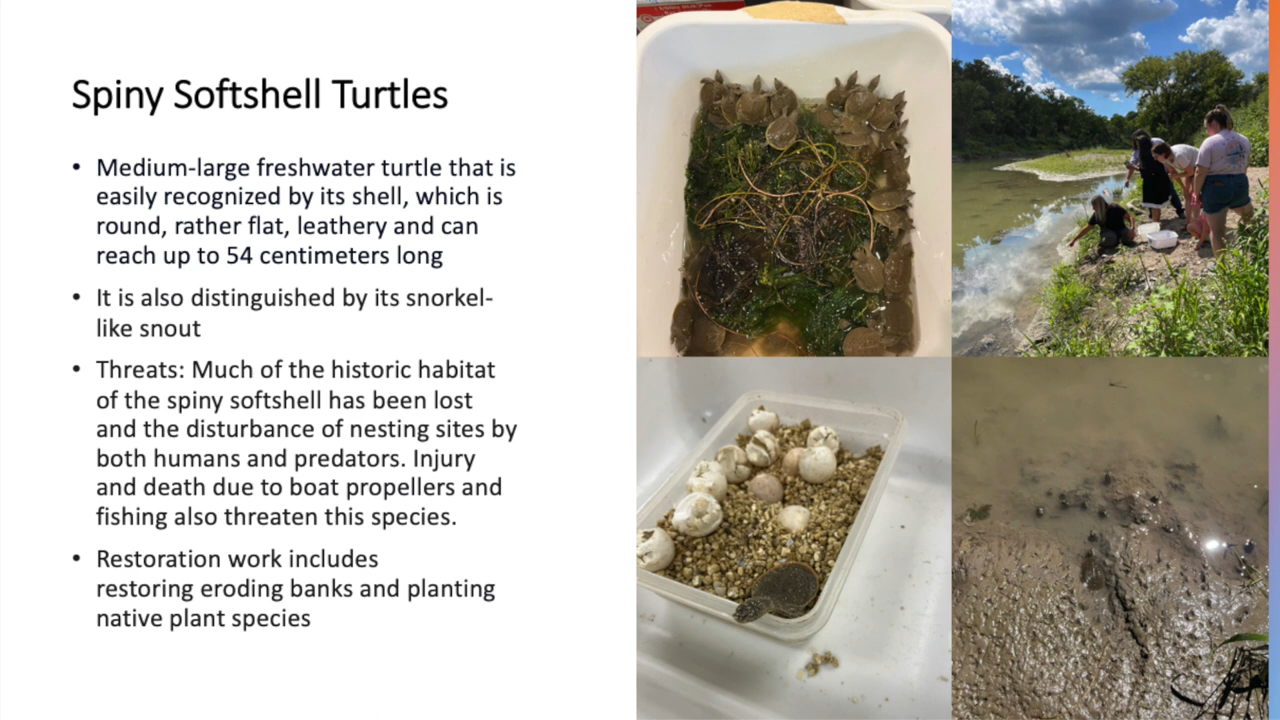 Spiny Softshell Turtles
• Medium-large freshwater turtle that is
easily recognized by its shell, which is
round, rather flat, leathery and can
reach up to 54 centimeters long
• It is also distinguished by its snorkel-
like snout
• Threats: Much of the historic habitat
of the spiny softshell has been lost
and the disturbance of nesting sites by
both humans and predators. Injury
and death due to boat propellers and
fishing also threaten this species.
• Restoration work includes
restoring eroding banks and planting
native plant species